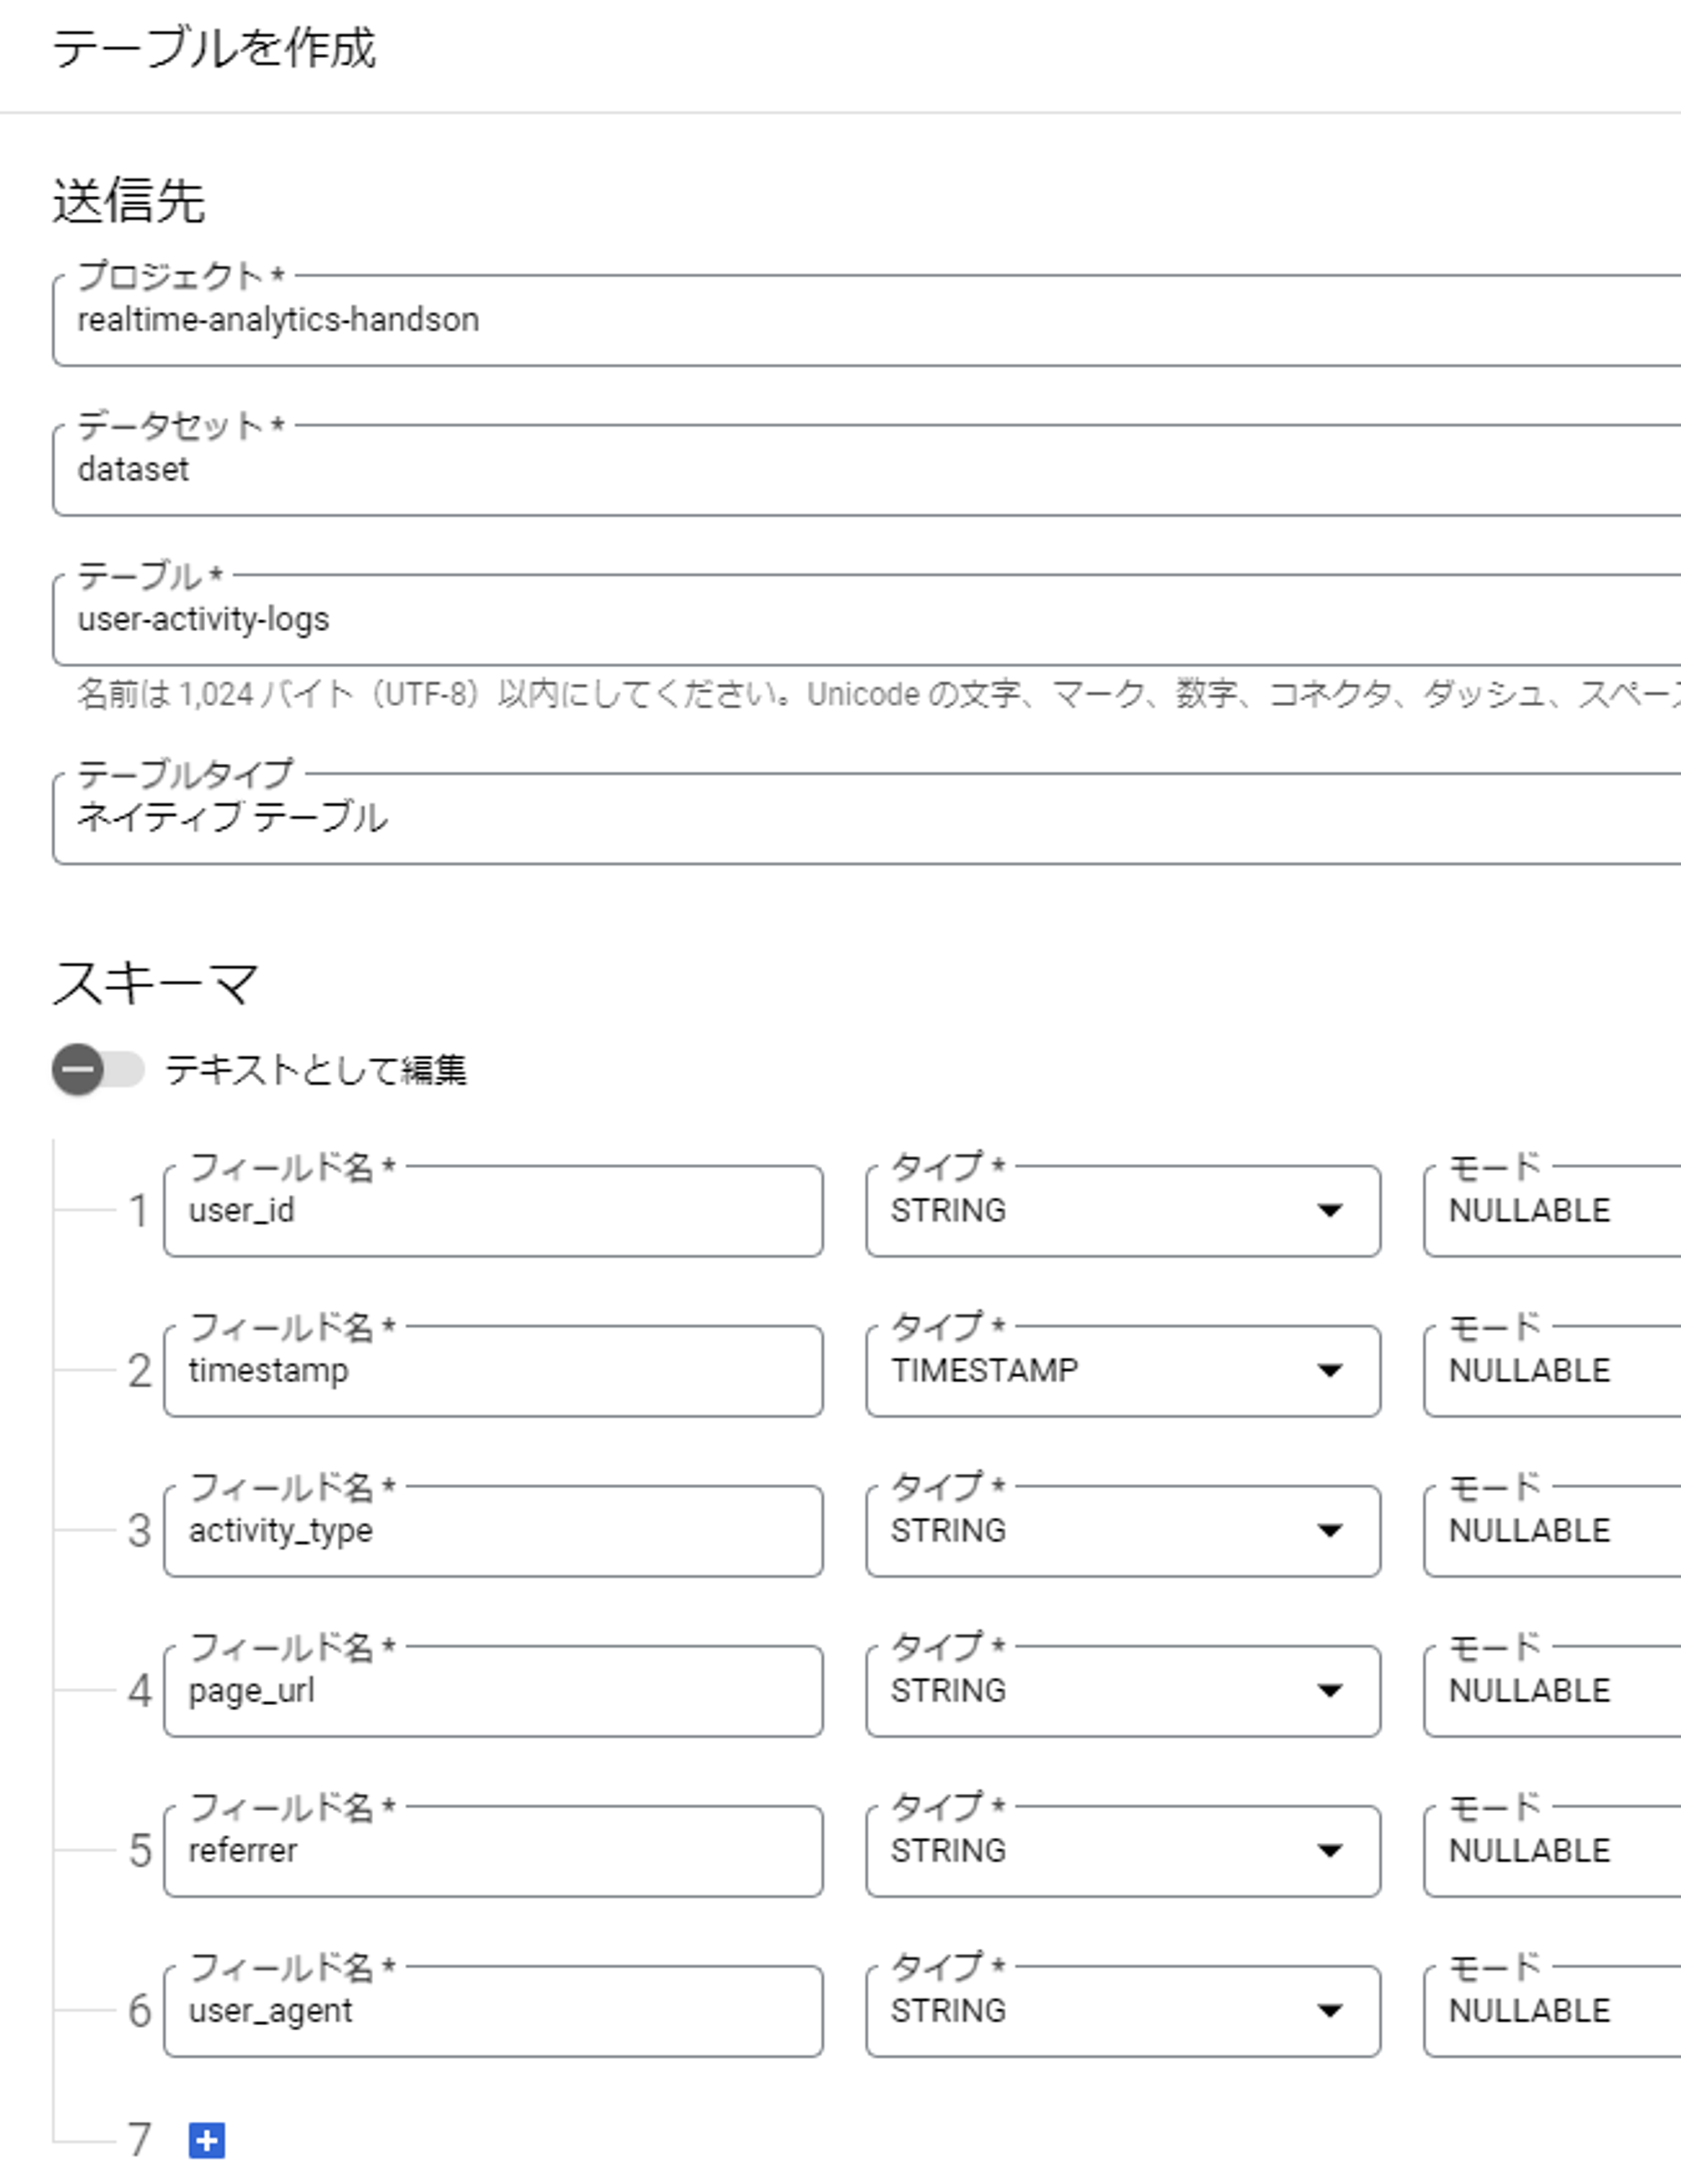 テーブルを作成
送信先
プロジェクト *
realtime-analytics-handson
データセット *
dataset
テーブル *
user-activity-logs
名前は 1,024 バイト（UTF-8）以内にしてください。Unicode の文字、マーク、数字、コネクタ、ダッシュ、スペー
テーブルタイプ
ネイティブ テーブル
スキーマ
テキストとして編集
フィールド名 * タイプ * モード
1 user_id STRING NULLABLE
フィールド名 * タイプ * モード
2 timestamp TIMESTAMP NULLABLE
フィールド名 * タイプ * モード
3 activity_type STRING NULLABLE
フィールド名 * タイプ * モード
4 page_url STRING NULLABLE
フィールド名 * タイプ * モード
5 referrer STRING NULLABLE
フィールド名 * タイプ * モード
6 user_agent STRING NULLABLE
7